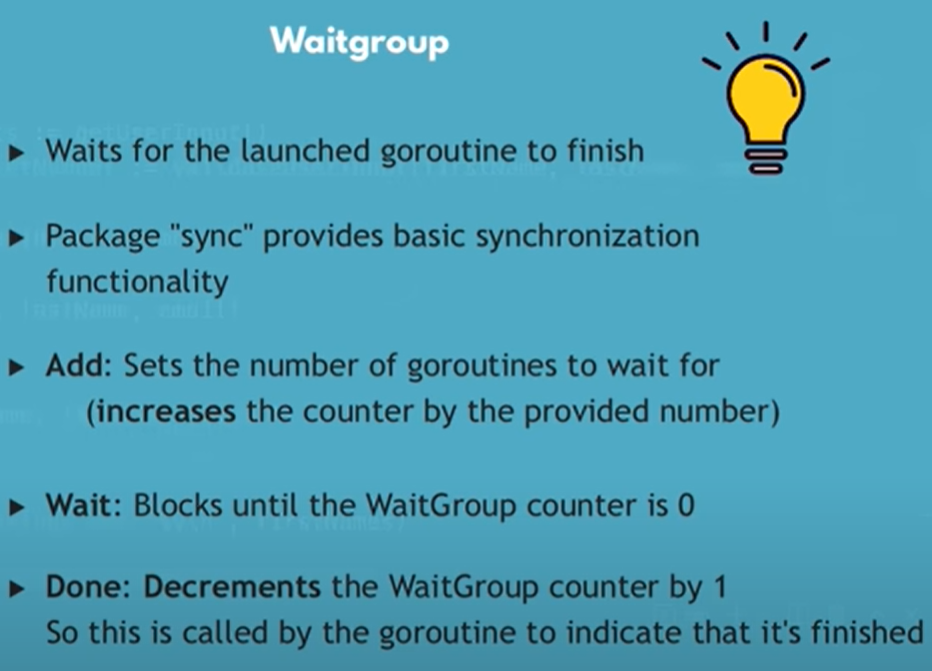 Waitgroup
Waits for the launched goroutine to finish
Package "sync" provides basic synchronization
functionality
Add: Sets the number of goroutines to wait for
(increases the counter by the provided number)
Wait: Blocks until the WaitGroup counter is 0
Done: Decrements the WaitGroup counter by 1
So this is called by the goroutine to indicate that it's finished